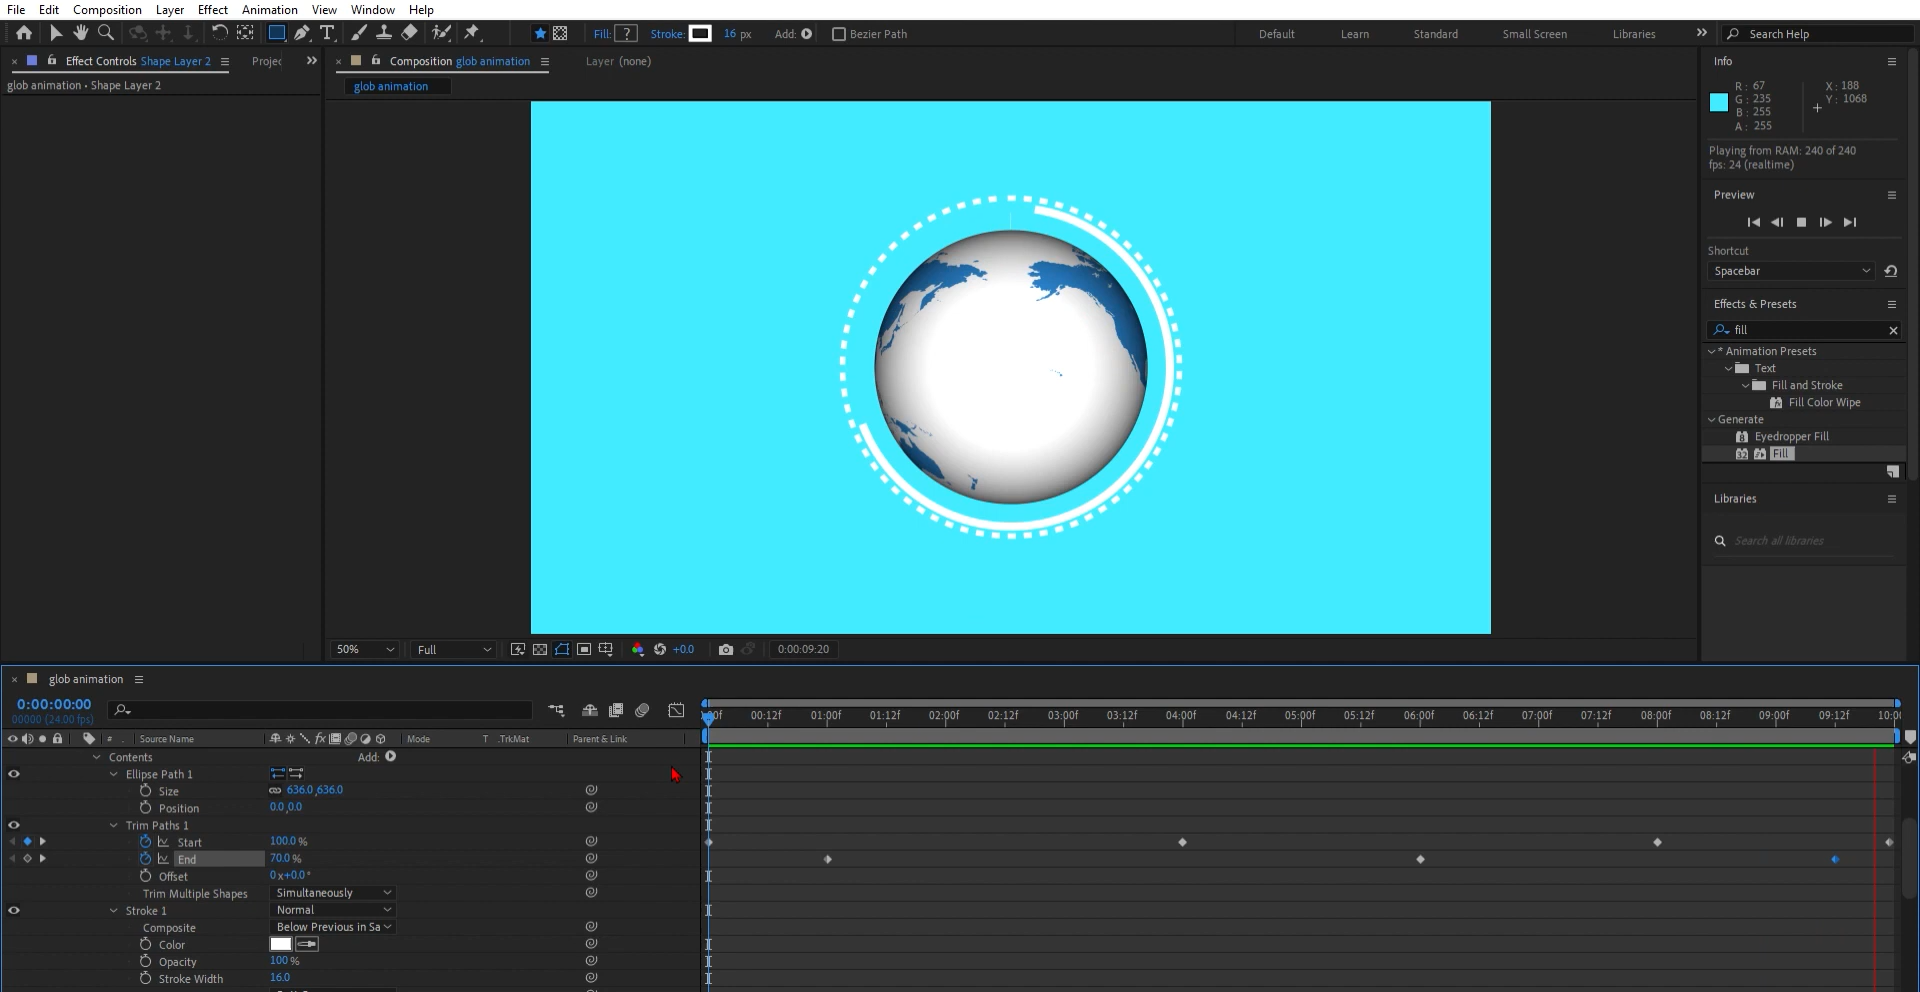 File Edit Composition Layer Effect Animation View Window Help
Fill: ? Stroke: 16 px Add: Bezier Path Default Learn Standard Small Screen Libraries Search Help
Effect Controls Shape Layer 2 Projec
Composition glob animation Layer (none)
glob animation • Shape Layer 2
glob animation
Info
R : 67 X : 188
G : 235 Y : 1068
B : 255
A : 255
Playing from RAM: 240 of 240
fps: 24 (realtime)
Preview
Shortcut
Spacebar
Effects & Presets
fill
* Animation Presets
Text
Fill and Stroke
Fill Color Wipe
Generate
Eyedropper Fill
32 Fill
Libraries
Search all libraries
50% Full +0.0 0:00:09:20
glob animation
0:00:00:00
00000 (24.00 fps)
00f 00:12f 01:00f 01:12f 02:00f 02:12f 03:00f 03:12f 04:00f 04:12f 05:00f 05:12f 06:00f 06:12f 07:00f 07:12f 08:00f 08:12f 09:00f 09:12f 10:00
# . Source Name fx Mode T .TrkMat Parent & Link
Contents Add:
Ellipse Path 1
Size 636.0,636.0
Position 0.0,0.0
Trim Paths 1
Start 100.0 %
End 70.0 %
Offset 0x+0.0°
Trim Multiple Shapes Simultaneously
Stroke 1 Normal
Composite Below Previous in Sa
Color
Opacity 100 %
Stroke Width 16.0